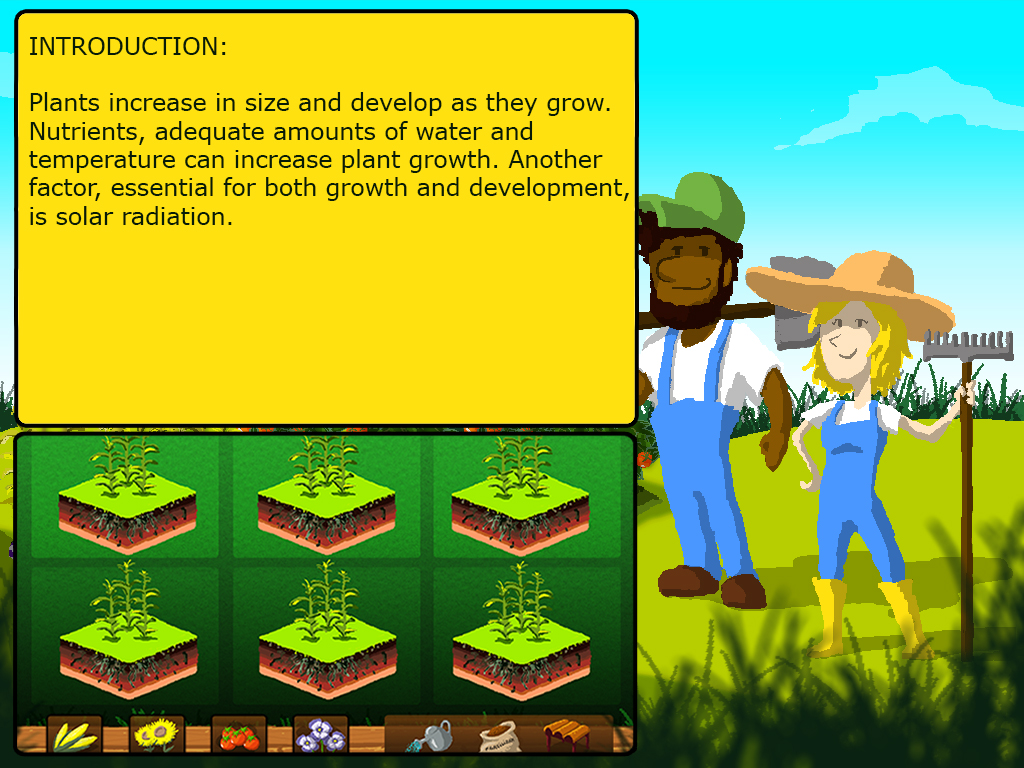 INTRODUCTION:
Plants increase in size and develop as they grow.
Nutrients, adequate amounts of water and
temperature can increase plant growth. Another
factor, essential for both growth and development,
is solar radiation.